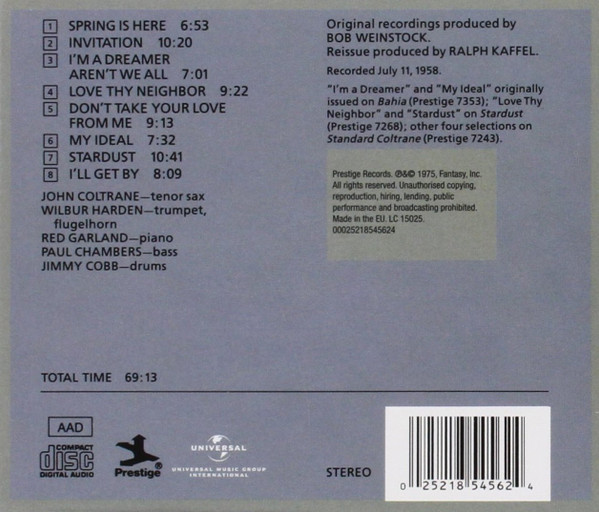 1 SPRING IS HERE 6:53
2 INVITATION 10:20
3 I'M A DREAMER
AREN'T WE ALL 7:01
4 LOVE THY NEIGHBOR 9:22
5 DON'T TAKE YOUR LOVE
FROM ME 9:13
6 MY IDEAL 7:32
7 STARDUST 10:41
8 I'LL GET BY 8:09
JOHN COLTRANE—tenor sax
WILBUR HARDEN—trumpet,
flugelhorn
RED GARLAND—piano
PAUL CHAMBERS—bass
JIMMY COBB—drums
Original recordings produced by
BOB WEINSTOCK.
Reissue produced by RALPH KAFFEL.
Recorded July 11, 1958.
"I'm a Dreamer" and "My Ideal" originally
issued on Bahia (Prestige 7353); "Love Thy
Neighbor" and "Stardust" on Stardust
(Prestige 7268); other four selections on
Standard Coltrane (Prestige 7243).
Prestige Records. ℗&© 1975, Fantasy, Inc.
All rights reserved. Unauthorised copying,
reproduction, hiring, lending, public
performance and broadcasting prohibited.
Made in the EU. LC 15025.
00025218545624
TOTAL TIME 69:13
AAD
COMPACT
disc
DIGITAL AUDIO
Prestige®
UNIVERSAL
UNIVERSAL MUSIC GROUP
INTERNATIONAL
STEREO
0 25218 54562 4